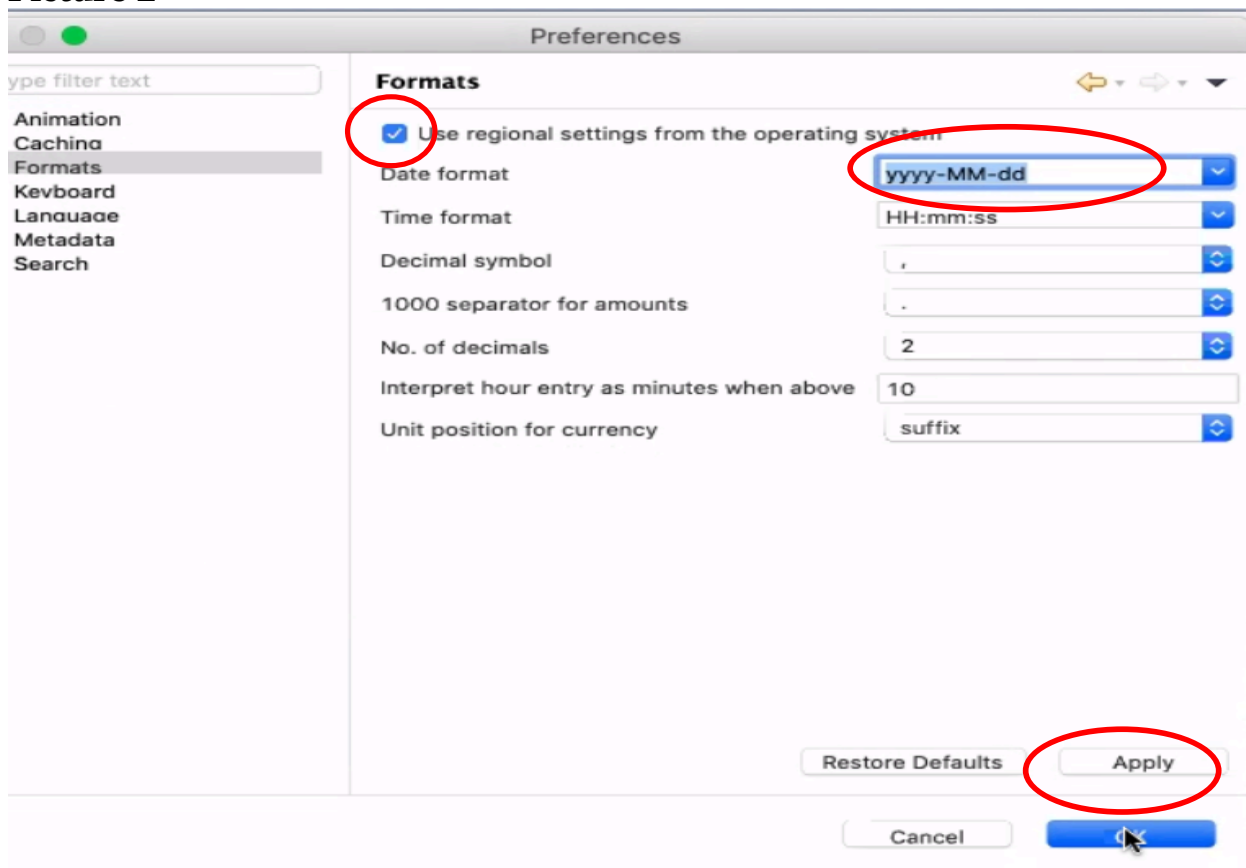 Preferences
ype filter text
Formats
Animation
Caching
Formats
Keyboard
Language
Metadata
Search
Use regional settings from the operating system
Date format
yyyy-MM-dd
Time format
HH:mm:ss
Decimal symbol
,
1000 separator for amounts
.
No. of decimals
2
Interpret hour entry as minutes when above
10
Unit position for currency
suffix
Restore Defaults
Apply
Cancel